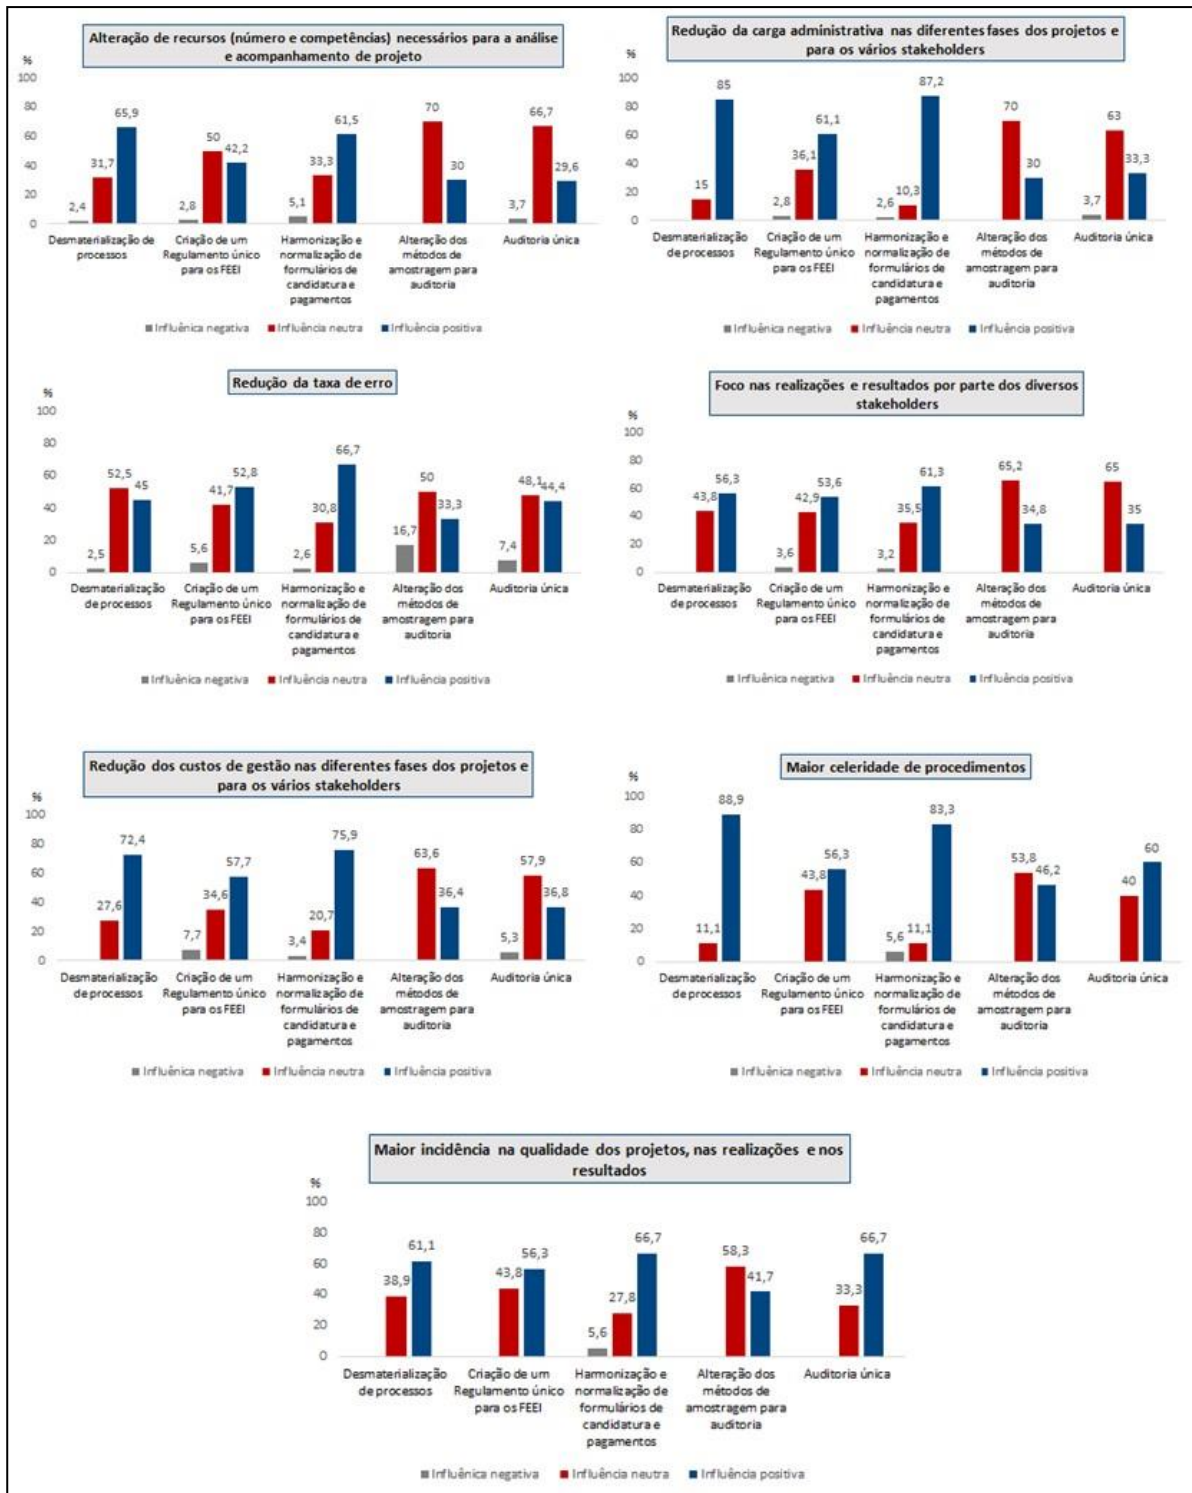 Alteração de recursos (número e competências) necessários para a análise
e acompanhamento de projeto
%
100
80
60
40
20
0
2,4
31,7
65,9
2,8
50
42,2
5,1
33,3
61,5
70
30
3,7
66,7
29,6
Desmaterialização de
processos
Criação de um
Regulamento único
para os FEEI
Harmonização e
normalização de
formulários de
candidatura e
pagamentos
Alteração dos
métodos de
amostragem para
auditoria
Auditoria única
Influênica negativa
Influência neutra
Influência positiva
Redução da carga administrativa nas diferentes fases dos projetos e
para os vários stakeholders
%
100
80
60
40
20
0
15
85
2,8
36,1
61,1
2,6
10,3
87,2
70
30
3,7
63
33,3
Desmaterialização
de processos
Criação de um
Regulamento único
para os FEEI
Harmonização e
normalização de
formulários de
candidatura e
pagamentos
Alteração dos
métodos de
amostragem para
auditoria
Auditoria única
Influênica negativa
Influência neutra
Influência positiva
Redução da taxa de erro
%
100
80
60
40
20
0
2,5
52,5
45
5,6
41,7
52,8
2,6
30,8
66,7
16,7
50
33,3
7,4
48,1
44,4
Desmaterialização
de processos
Criação de um
Regulamento único
para os FEEI
Harmonização e
normalização de
formulários de
candidatura e
pagamentos
Alteração dos
métodos de
amostragem para
auditoria
Auditoria única
Influênica negativa
Influência neutra
Influência positiva
Foco nas realizações e resultados por parte dos diversos
stakeholders
%
100
80
60
40
20
0
43,8
56,3
3,6
42,9
53,6
3,2
35,5
61,3
65,2
34,8
65
35
Desmaterialização
de processos
Criação de um
Regulamento único
para os FEEI
Harmonização e
normalização de
formulários de
candidatura e
pagamentos
Alteração dos
métodos de
amostragem para
auditoria
Auditoria única
Influênica negativa
Influência neutra
Influência positiva
Redução dos custos de gestão nas diferentes fases dos projetos e
para os vários stakeholders
%
100
80
60
40
20
0
27,6
72,4
7,7
34,6
57,7
3,4
20,7
75,9
63,6
36,4
5,3
57,9
36,8
Desmaterialização
de processos
Criação de um
Regulamento único
para os FEEI
Harmonização e
normalização de
formulários de
candidatura e
pagamentos
Alteração dos
métodos de
amostragem para
auditoria
Auditoria única
Influênica negativa
Influência neutra
Influência positiva
Maior celeridade de procedimentos
%
100
80
60
40
20
0
11,1
88,9
43,8
56,3
5,6
11,1
83,3
53,8
46,2
40
60
Desmaterialização
de processos
Criação de um
Regulamento único
para os FEEI
Harmonização e
normalização de
formulários de
candidatura e
pagamentos
Alteração dos
métodos de
amostragem para
auditoria
Auditoria única
Influênica negativa
Influência neutra
Influência positiva
Maior incidência na qualidade dos projetos, nas realizações e nos
resultados
%
100
80
60
40
20
0
38,9
61,1
43,8
56,3
5,6
27,8
66,7
58,3
41,7
33,3
66,7
Desmaterialização
de processos
Criação de um
Regulamento único
para os FEEI
Harmonização e
normalização de
formulários de
candidatura e
pagamentos
Alteração dos
métodos de
amostragem para
auditoria
Auditoria única
Influênica negativa
Influência neutra
Influência positiva